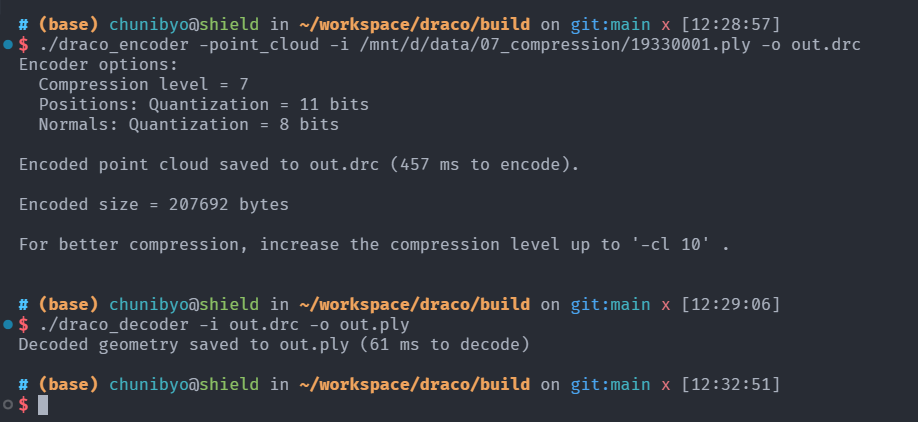 # (base) chunibyo@shield in ~/workspace/draco/build on git:main x [12:28:57]
$ ./draco_encoder -point_cloud -i /mnt/d/data/07_compression/19330001.ply -o out.drc
Encoder options:
  Compression level = 7
  Positions: Quantization = 11 bits
  Normals: Quantization = 8 bits

Encoded point cloud saved to out.drc (457 ms to encode).

Encoded size = 207692 bytes

For better compression, increase the compression level up to '-cl 10' .

# (base) chunibyo@shield in ~/workspace/draco/build on git:main x [12:29:06]
$ ./draco_decoder -i out.drc -o out.ply
Decoded geometry saved to out.ply (61 ms to decode)

# (base) chunibyo@shield in ~/workspace/draco/build on git:main x [12:32:51]
$